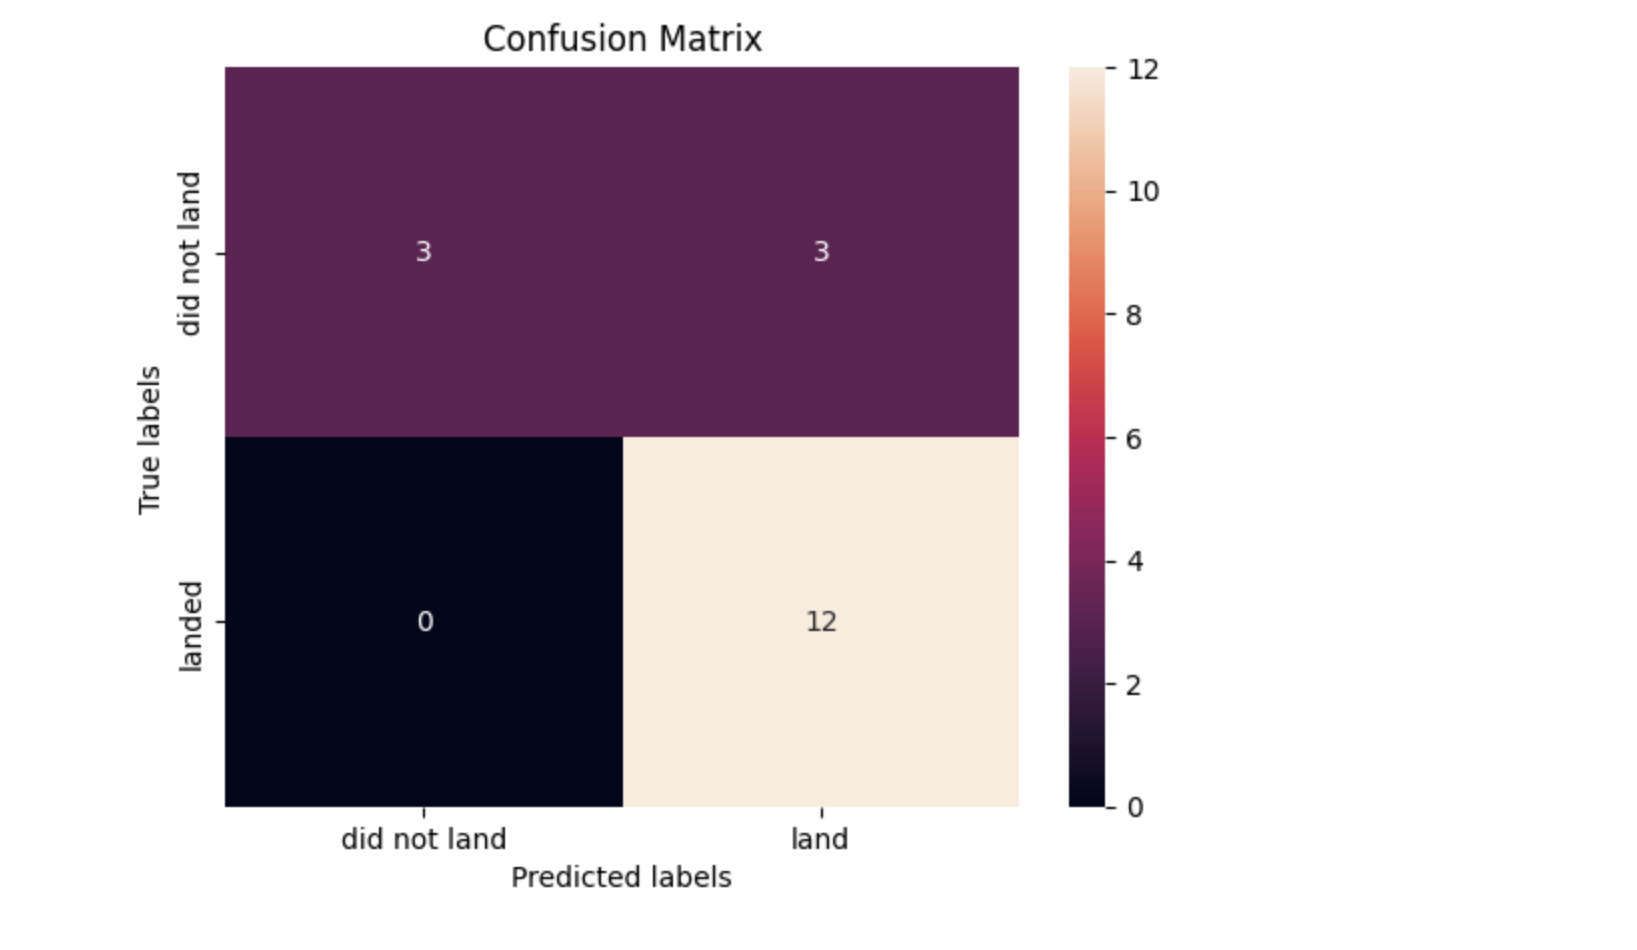 Confusion Matrix
did not land
landed
True labels
3
3
0
12
did not land
land
Predicted labels
12
10
8
6
4
2
0